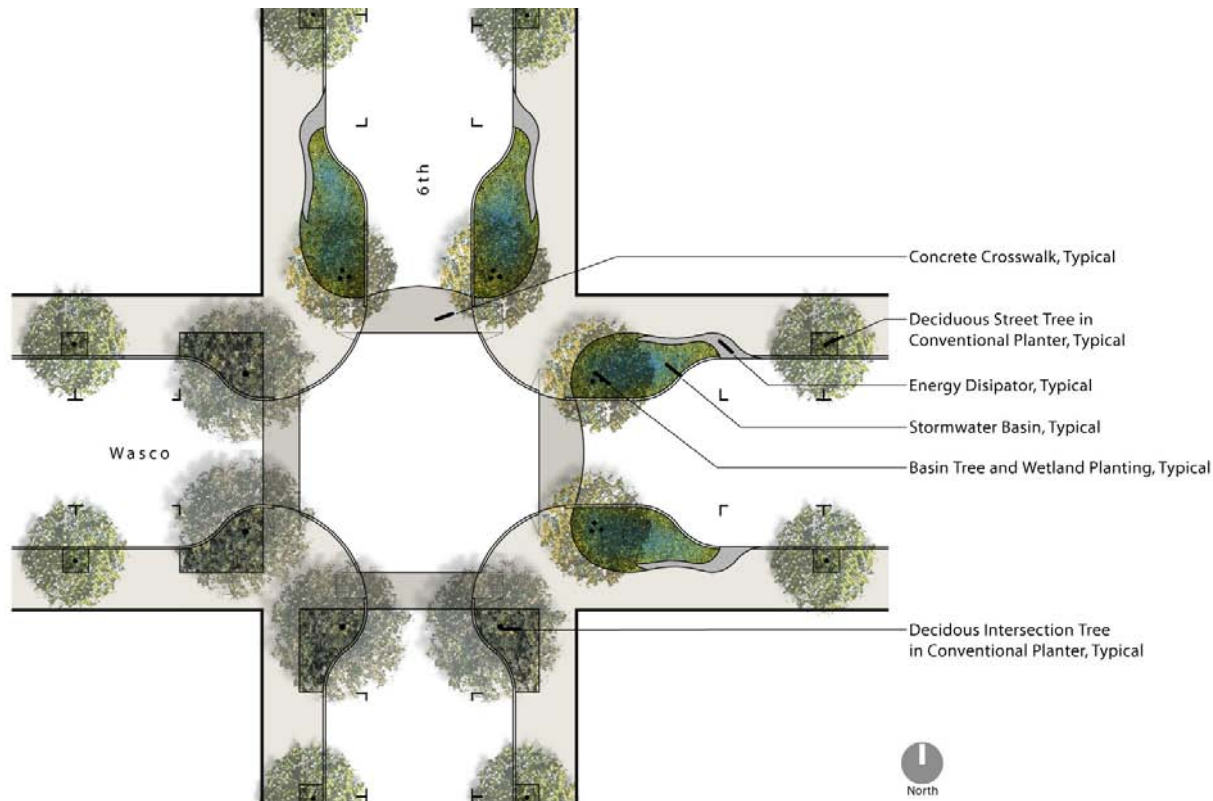 6th
Concrete Crosswalk, Typical
Deciduous Street Tree in
Conventional Planter, Typical
Energy Disipator, Typical
Stormwater Basin, Typical
Wasco
Basin Tree and Wetland Planting, Typical
Decidous Intersection Tree
in Conventional Planter, Typical
North